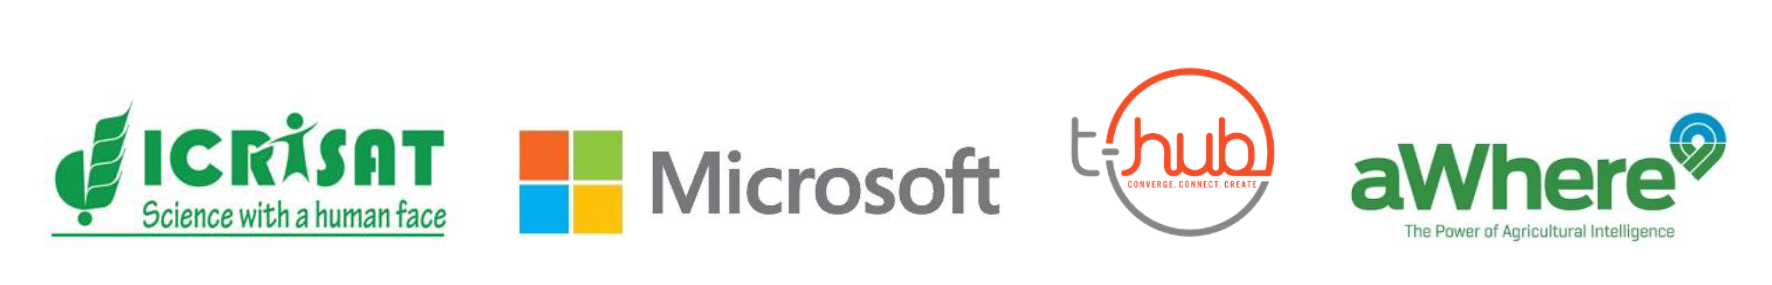 ICRISAT
Science with a human face
Microsoft
t-hub
CONVERGE. CONNECT. CREATE
aWhere
The Power of Agricultural Intelligence